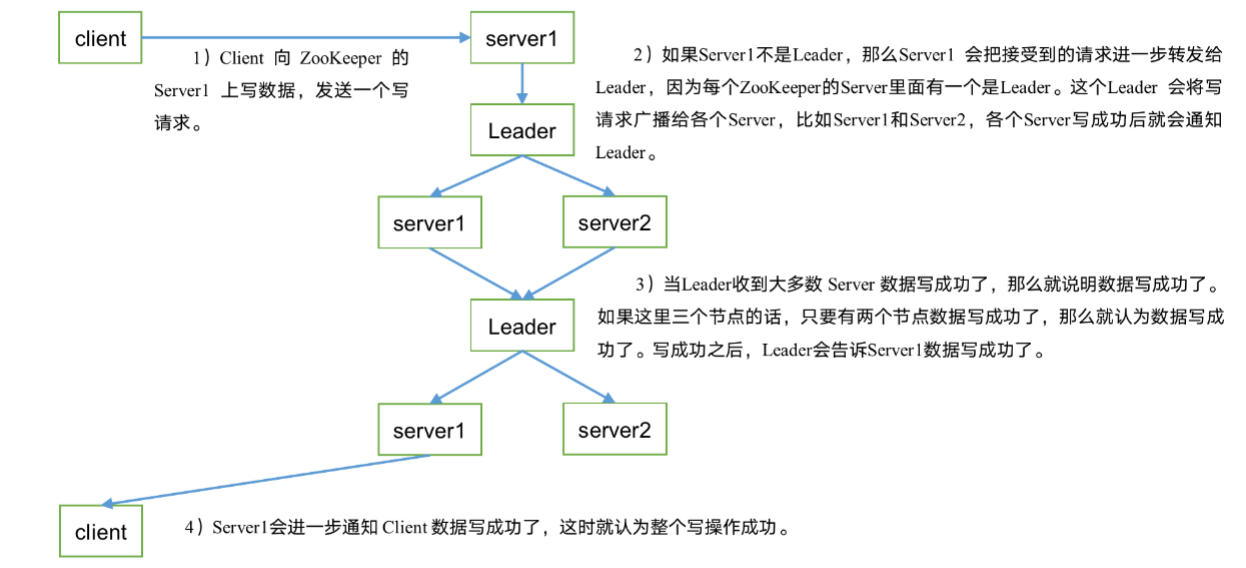 client
server1
1）Client 向 ZooKeeper 的
Server1 上写数据，发送一个写
请求。
2）如果Server1不是Leader，那么Server1 会把接受到的请求进一步转发给
Leader，因为每个ZooKeeper的Server里面有一个是Leader。这个Leader 会将写
请求广播给各个Server，比如Server1和Server2，各个Server写成功后就会通知
Leader。
Leader
server1
server2
3）当Leader收到大多数 Server 数据写成功了，那么就说明数据写成功了。
如果这里三个节点的话，只要有两个节点数据写成功了，那么就认为数据写成
功了。写成功之后，Leader会告诉Server1数据写成功了。
Leader
server1
server2
client
4）Server1会进一步通知 Client 数据写成功了，这时就认为整个写操作成功。